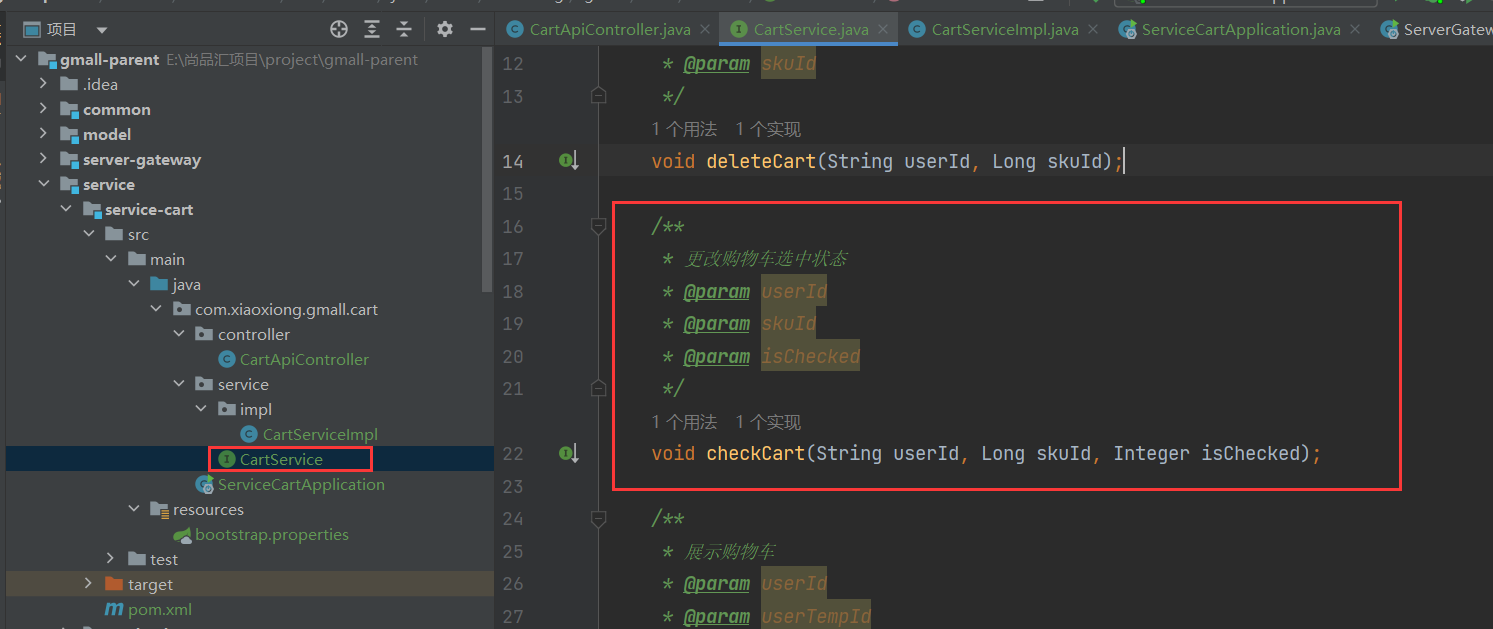 项目
gmall-parent E:\尚品汇项目\project\gmall-parent
.idea
common
model
server-gateway
service
service-cart
src
main
java
com.xiaoxiong.gmall.cart
controller
CartApiController
service
impl
CartServiceImpl
CartService
ServiceCartApplication
resources
bootstrap.properties
test
target
pom.xml
CartApiController.java
CartService.java
CartServiceImpl.java
ServiceCartApplication.java
12 * @param skuId
13 */
1 个用法 1 个实现
14 void deleteCart(String userId, Long skuId);
15
16 /**
17 * 更改购物车选中状态
18 * @param userId
19 * @param skuId
20 * @param isChecked
21 */
1 个用法 1 个实现
22 void checkCart(String userId, Long skuId, Integer isChecked);
23
24 /**
25 * 展示购物车
26 * @param userId
27 * @param userTempId